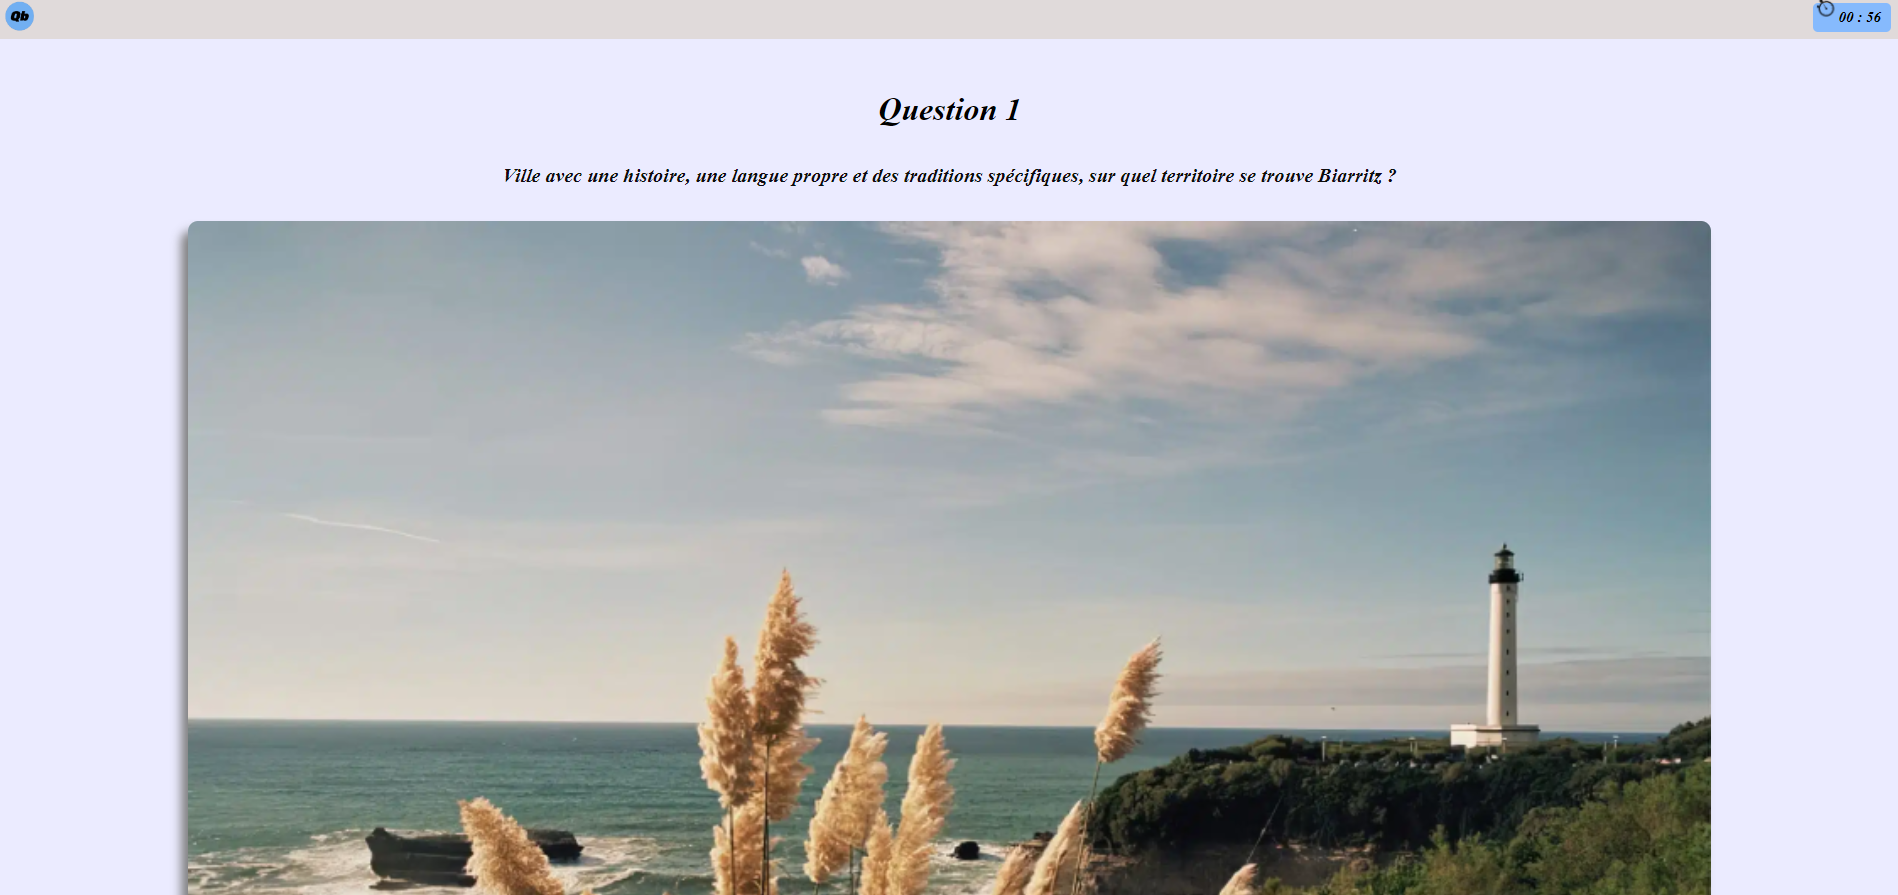 Qb
00 : 56
Question 1
Ville avec une histoire, une langue propre et des traditions spécifiques, sur quel territoire se trouve Biarritz ?